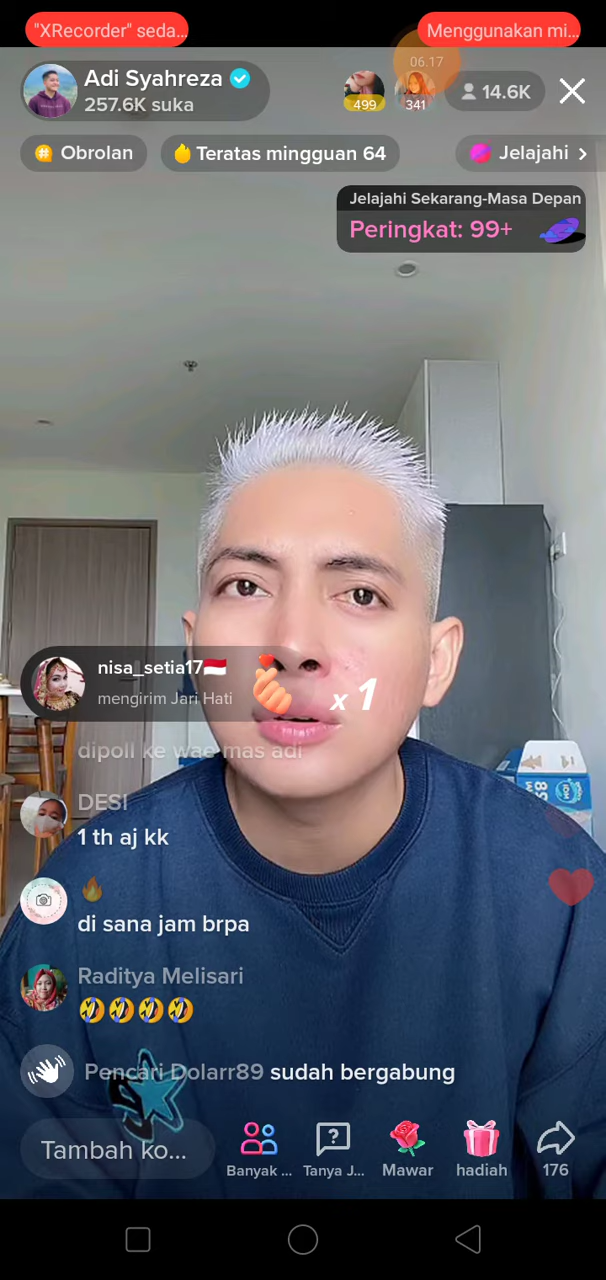 "XRecorder" seda...
Menggunakan mi...
06.17
Adi Syahreza
257.6K suka
499
341
14.6K
Obrolan
Teratas mingguan 64
Jelajahi
Jelajahi Sekarang-Masa Depan
Peringkat: 99+
nisa_setia17🇮🇩
mengirim Jari Hati
x 1
dipoll ke wae mas adi
DESI
1 th aj kk
🔥
di sana jam brpa
Raditya Melisari
🤣🤣🤣🤣
Pencari Dolarr89 sudah bergabung
Tambah ko...
Banyak ...
Tanya J...
Mawar
hadiah
176